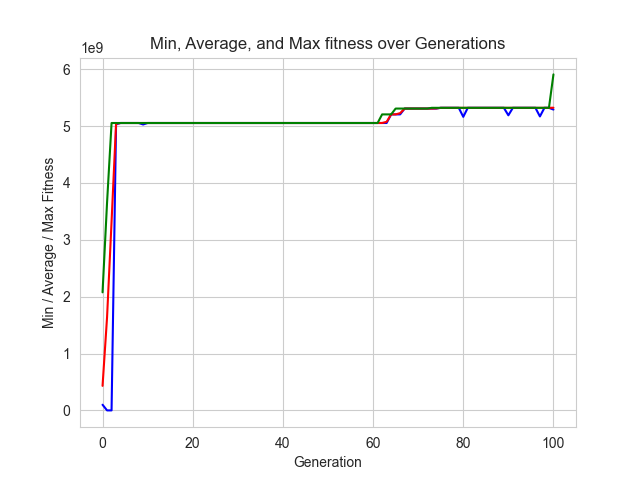 Min, Average, and Max fitness over Generations
1e9
6
5
4
3
2
1
0
Min / Average / Max Fitness
0 20 40 60 80 100
Generation